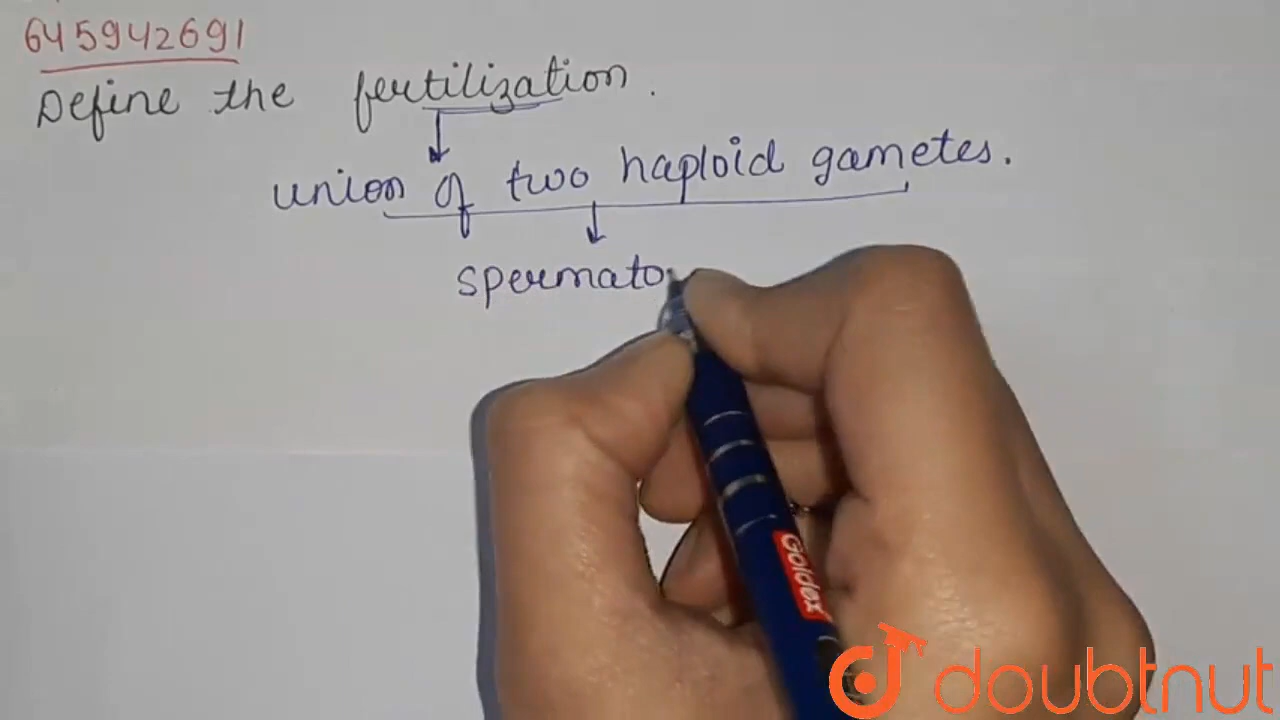 645942691
Define the fertilization.
union of two haploid gametes.
spermato
Goldex
doubtnut